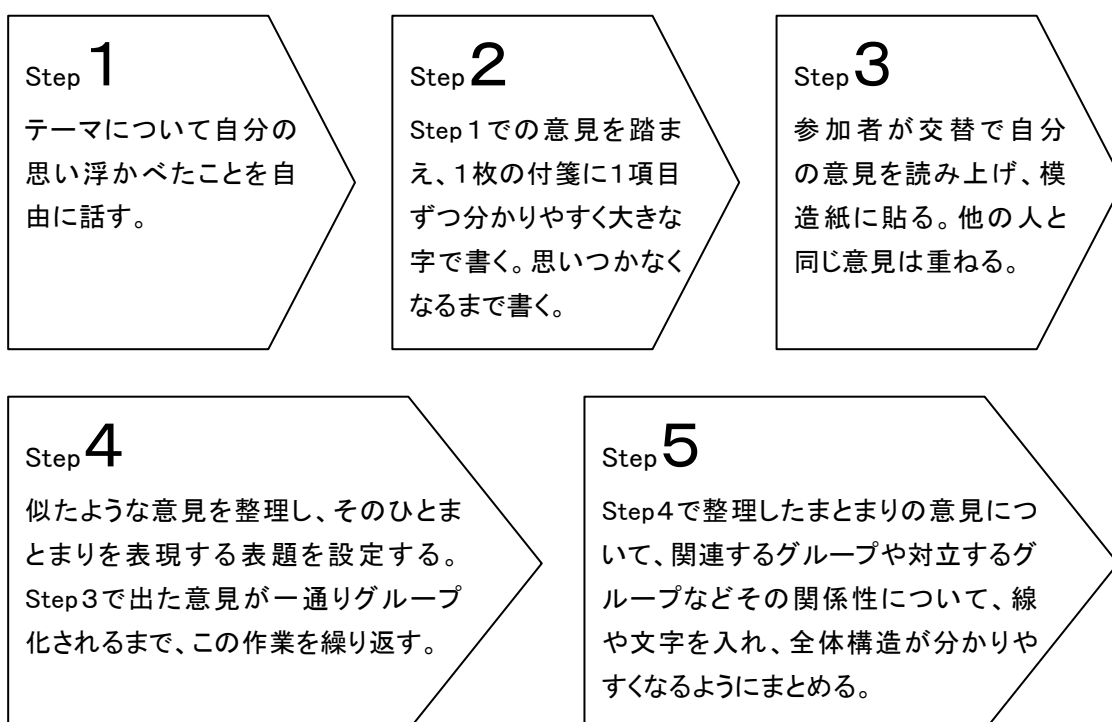 Step 1
テーマについて自分の
思い浮かべたことを自
由に話す。
Step 2
Step1での意見を踏ま
え、1枚の付箋に1項目
ずつ分かりやすく大きな
字で書く。思いつかなく
なるまで書く。
Step 3
参加者が交替で自分
の意見を読み上げ、模
造紙に貼る。他の人と
同じ意見は重ねる。
Step 4
似たような意見を整理し、そのひとま
とまりを表現する表題を設定する。
Step3で出た意見が一通りグループ
化されるまで、この作業を繰り返す。
Step 5
Step4で整理したまとまりの意見につ
いて、関連するグループや対立するグ
ループなどその関係性について、線
や文字を入れ、全体構造が分かりや
すくなるようにまとめる。